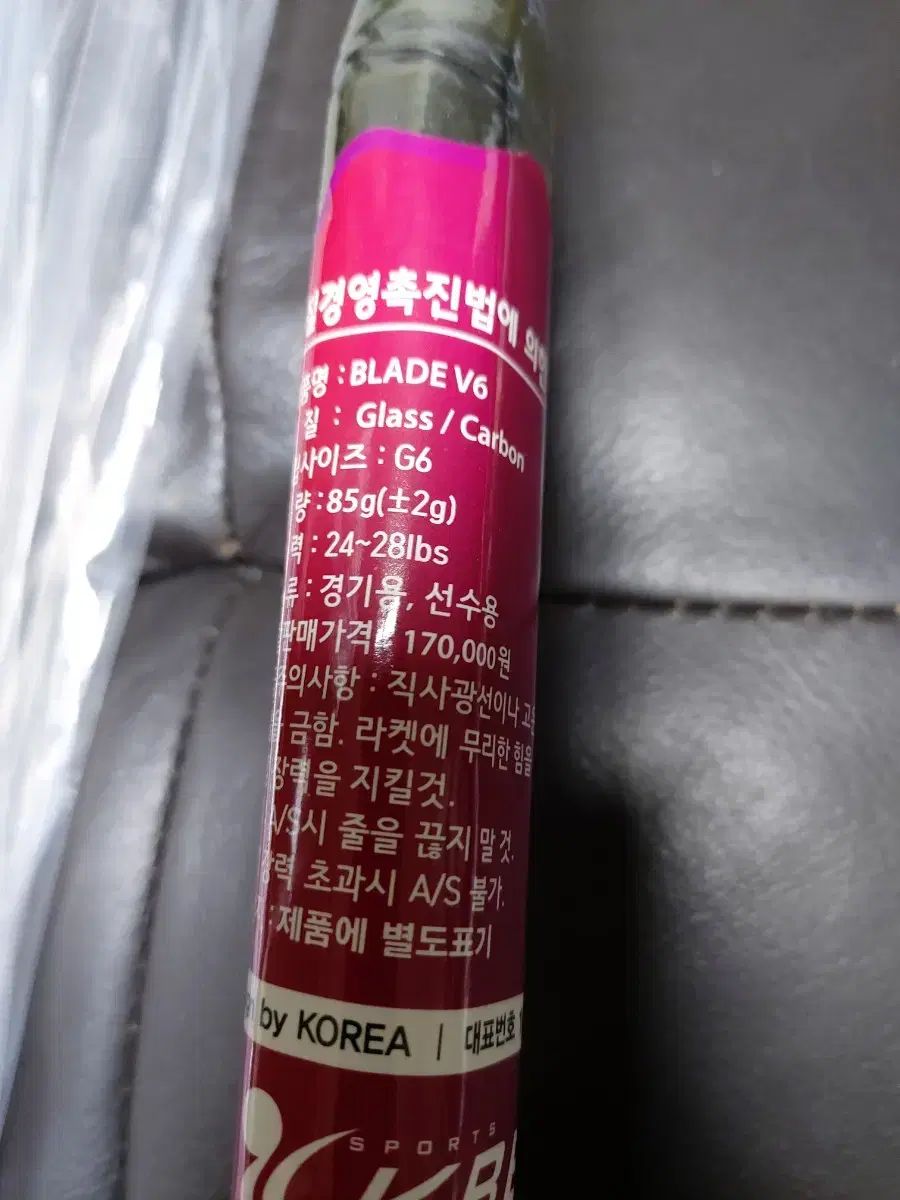 경영촉진법에 의한
품명 : BLADE V6
질 : Glass / Carbon
사이즈 : G6
량 : 85g(±2g)
력 : 24~28lbs
류 : 경기용, 선수용
판매가격 : 170,000원
주의사항 : 직사광선이나
금함. 라켓에 무리한 힘을
장력을 지킬것.
A/S시 줄을 끊지 말 것.
장력 초과시 A/S 불가.
: 제품에 별도표기
by KOREA | 대표번호
SPORTS